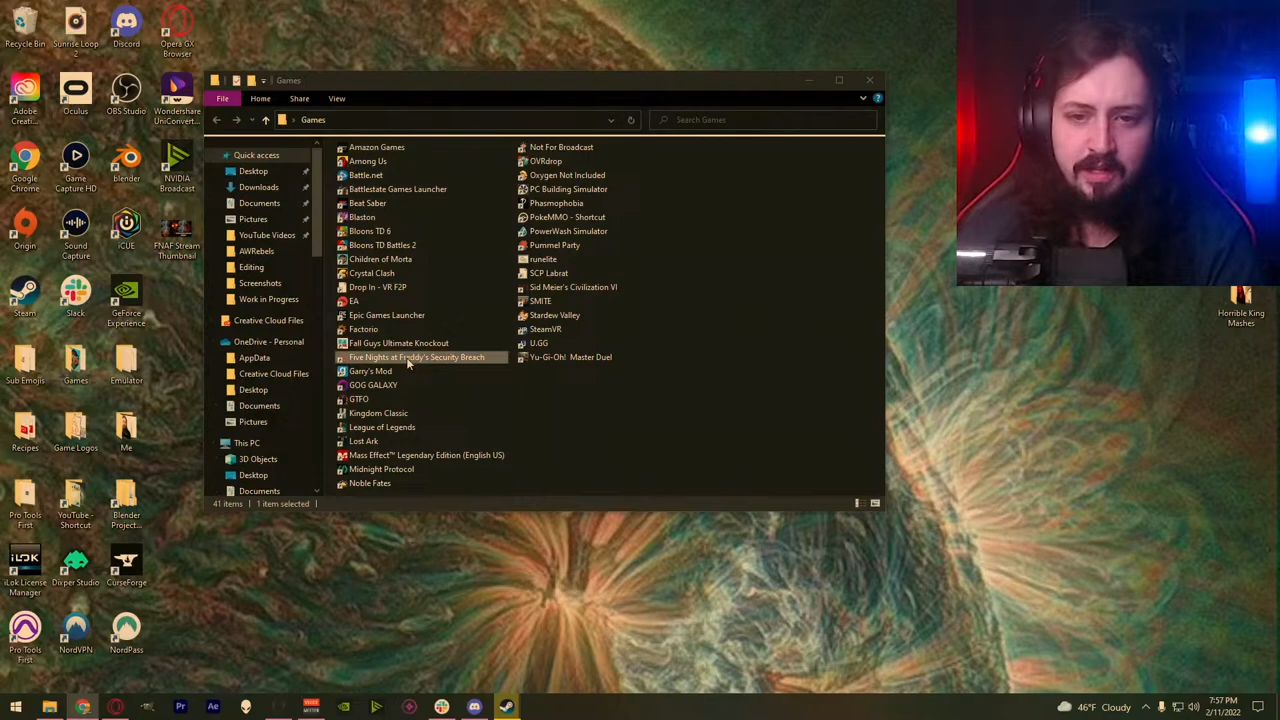 Recycle Bin
Sunrise Loop
2
Discord
Opera GX
Browser
Adobe
Creati...
Oculus
OBS Studio
Wondershare
UniConvert...
Google
Chrome
Game
Capture HD
blender
NVIDIA
Broadcast
Origin
Sound
Capture
iCUE
FNAF Stream
Thumbnail
Steam
Slack
GeForce
Experience
Sub Emojis
Games
Emulator
Recipes
Game Logos
Me
Pro Tools
First
YouTube -
Shortcut
Blender
Project...
iLOK
iLok License
Manager
Dixper Studio
CurseForge
Pro Tools
First
NordVPN
NordPass
Games
File
Home
Share
View
Games
Search Games
Quick access
Desktop
Downloads
Documents
Pictures
YouTube Videos
AWRebels
Editing
Screenshots
Work in Progress
Creative Cloud Files
OneDrive - Personal
AppData
Creative Cloud Files
Desktop
Documents
Pictures
This PC
3D Objects
Desktop
Documents
Amazon Games
Among Us
Battle.net
Battlestate Games Launcher
Beat Saber
Blaston
Bloons TD 6
Bloons TD Battles 2
Children of Morta
Crystal Clash
Drop In - VR F2P
EA
Epic Games Launcher
Factorio
Fall Guys Ultimate Knockout
Five Nights at Freddy's Security Breach
Garry's Mod
GOG GALAXY
GTFO
Kingdom Classic
League of Legends
Lost Ark
Mass Effect™ Legendary Edition (English US)
Midnight Protocol
Noble Fates
Not For Broadcast
OVRdrop
Oxygen Not Included
PC Building Simulator
Phasmophobia
PokeMMO - Shortcut
PowerWash Simulator
Pummel Party
runelite
SCP Labrat
Sid Meier's Civilization VI
SMITE
Stardew Valley
SteamVR
U.GG
Yu-Gi-Oh! Master Duel
41 items
1 item selected
Horrible King
Mashes
Pr
Ae
46°F Cloudy
7:57 PM
2/11/2022